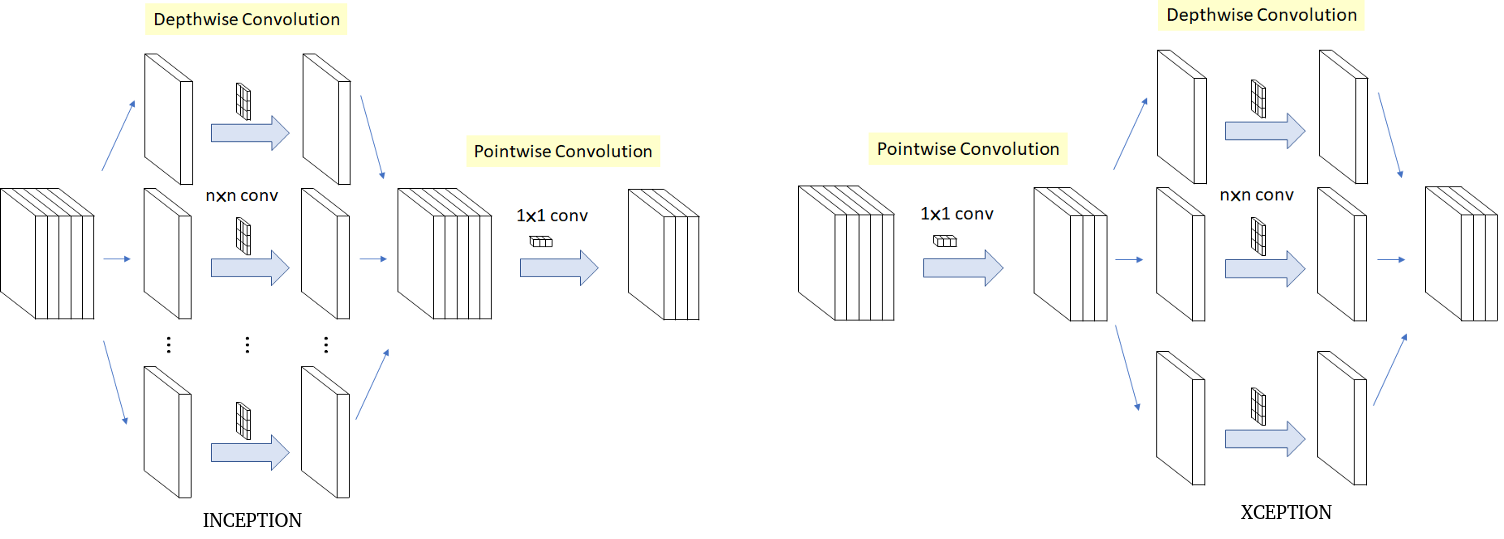 Depthwise Convolution
nxn conv
Pointwise Convolution
1x1 conv
INCEPTION
Depthwise Convolution
Pointwise Convolution
1x1 conv
nxn conv
XCEPTION